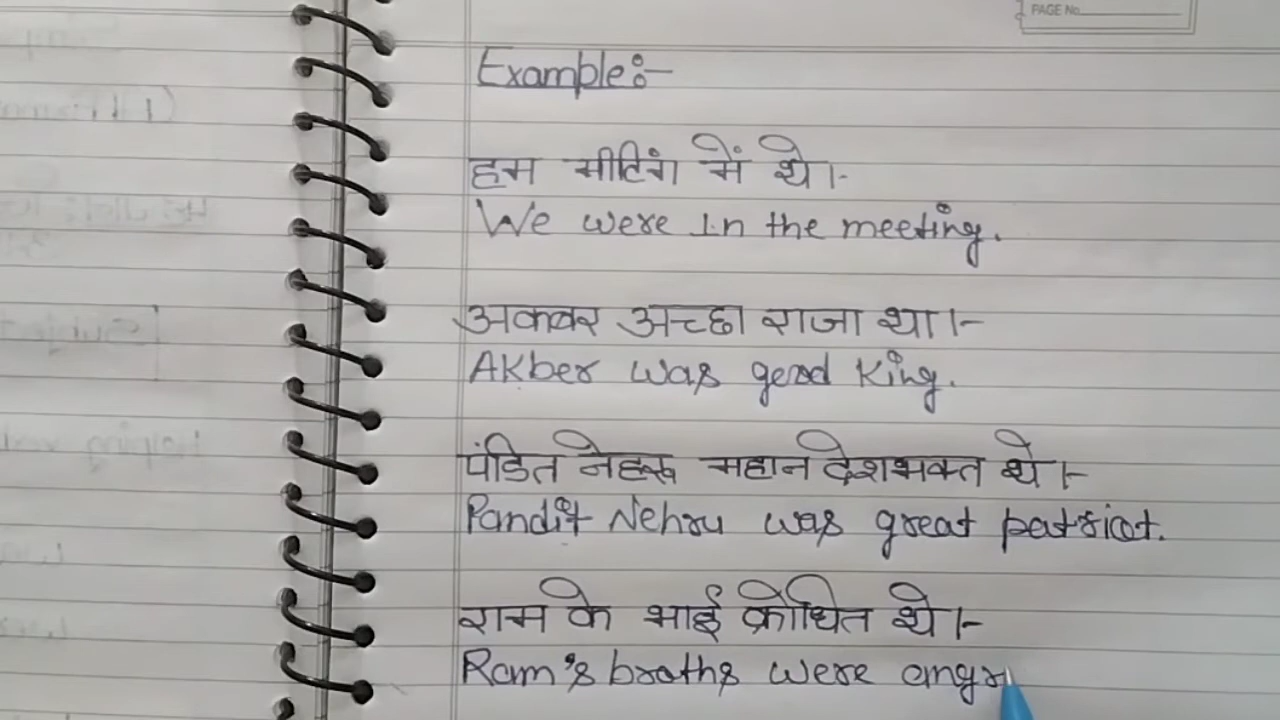 PAGE No.
Example:-
हम मीटिंग में थे।-
We were In the meeting.
अकबर अच्छा राजा था।-
Akber was good King.
पंडित नेहरू महान देशभक्त थे।-
Pandit Nehru was great patriot.
राम के भाई क्रोधित थे।-
Ram's broths were angr